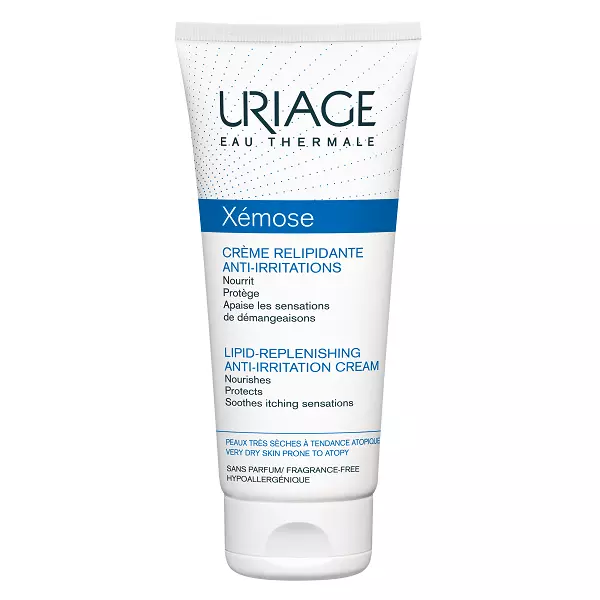 URIAGE
EAU THERMALE
Xémose
CRÈME RELIPIDANTE
ANTI-IRRITATIONS
Nourrit
Protège
Apaise les sensations
de démangeaisons
LIPID-REPLENISHING
ANTI-IRRITATION CREAM
Nourishes
Protects
Soothes itching sensations
PEAUX TRÈS SÈCHES À TENDANCE ATOPIQUE
VERY DRY SKIN PRONE TO ATOPY
SANS PARFUM/ FRAGRANCE-FREE
HYPOALLERGÉNIQUE